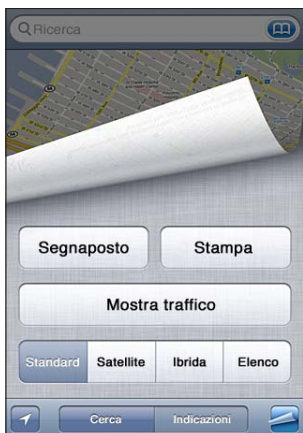 Ricerca
Segnaposto
Stampa
Mostra traffico
Standard Satellite Ibrida Elenco
Cerca Indicazioni